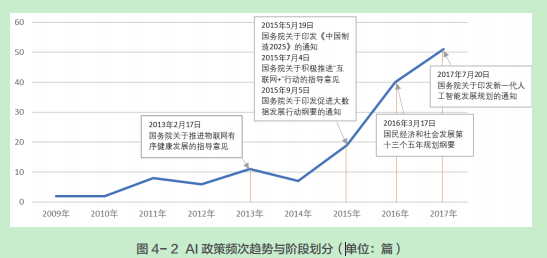 60
50
40
30
20
10
0
2015年5月19日
国务院关于印发《中国制
造2025》的通知
2015年7月4日
国务院关于积极推进“互
联网+”行动的指导意见
2015年9月5日
国务院关于印发促进大数
据发展行动纲要的通知
2017年7月20日
国务院关于印发新一代人
工智能发展规划的通知
2013年2月17日
国务院关于推进物联网有
序健康发展的指导意见
2016年3月17日
国民经济和社会发展第
十三个五年规划纲要
2009年 2010年 2011年 2012年 2013年 2014年 2015年 2016年 2017年
图 4-2 AI 政策频次趋势与阶段划分（单位：篇）